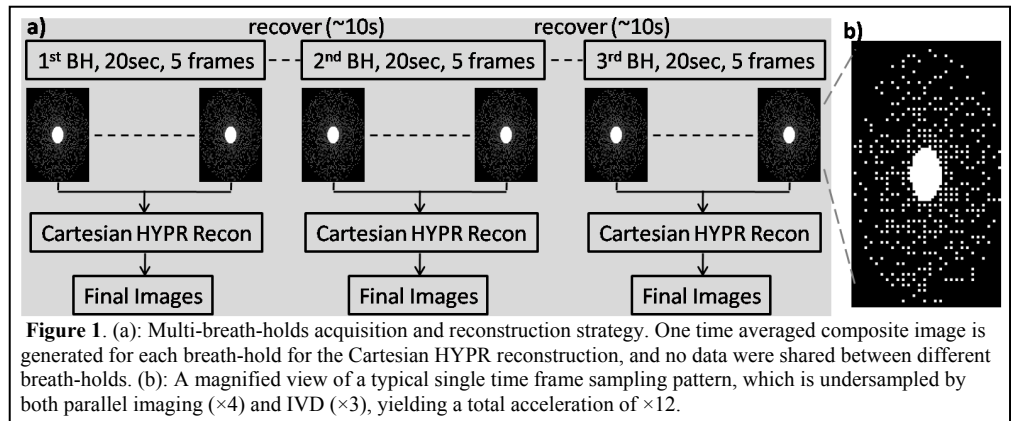 a) recover (~10s) recover (~10s) b)
1st BH, 20sec, 5 frames 2nd BH, 20sec, 5 frames 3rd BH, 20sec, 5 frames
Cartesian HYPR Recon Cartesian HYPR Recon Cartesian HYPR Recon
Final Images Final Images Final Images
Figure 1. (a): Multi-breath-holds acquisition and reconstruction strategy. One time averaged composite image is
generated for each breath-hold for the Cartesian HYPR reconstruction, and no data were shared between different
breath-holds. (b): A magnified view of a typical single time frame sampling pattern, which is undersampled by
both parallel imaging (×4) and IVD (×3), yielding a total acceleration of ×12.